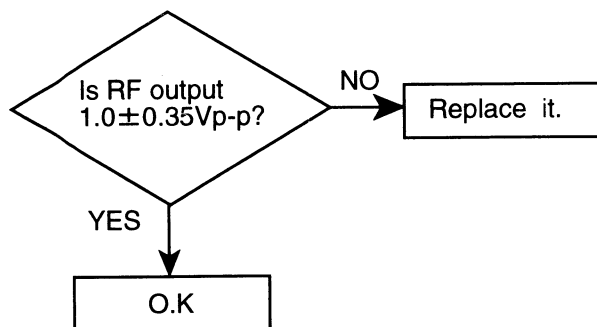 Is RF output
1.0±0.35Vp-p?
NO
Replace it.
YES
O.K